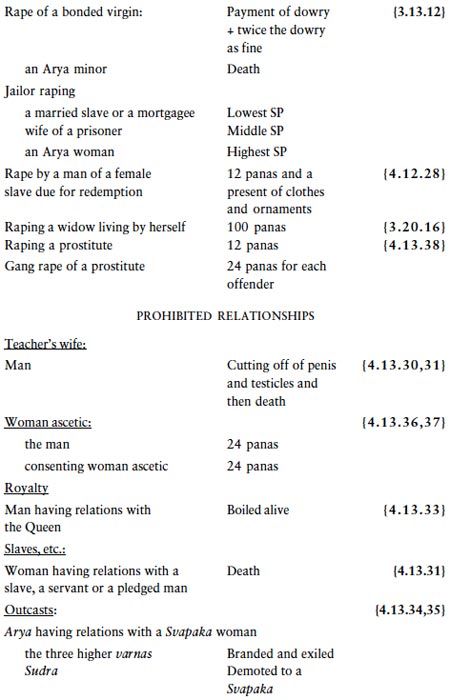 Rape of a bonded virgin: Payment of dowry {3.13.12}
+ twice the dowry
as fine
an Arya minor Death
Jailor raping
a married slave or a mortgagee Lowest SP
wife of a prisoner Middle SP
an Arya woman Highest SP
Rape by a man of a female 12 panas and a {4.12.28}
slave due for redemption present of clothes
and ornaments
Raping a widow living by herself 100 panas {3.20.16}
Raping a prostitute 12 panas {4.13.38}
Gang rape of a prostitute 24 panas for each
offender
PROHIBITED RELATIONSHIPS
Teacher's wife:
Man Cutting off of penis {4.13.30,31}
and testicles and
then death
Woman ascetic: {4.13.36,37}
the man 24 panas
consenting woman ascetic 24 panas
Royalty
Man having relations with Boiled alive {4.13.33}
the Queen
Slaves, etc.:
Woman having relations with a Death {4.13.31}
slave, a servant or a pledged man
Outcasts: {4.13.34,35}
Arya having relations with a Svapaka woman
the three higher varnas Branded and exiled
Sudra Demoted to a
Svapaka